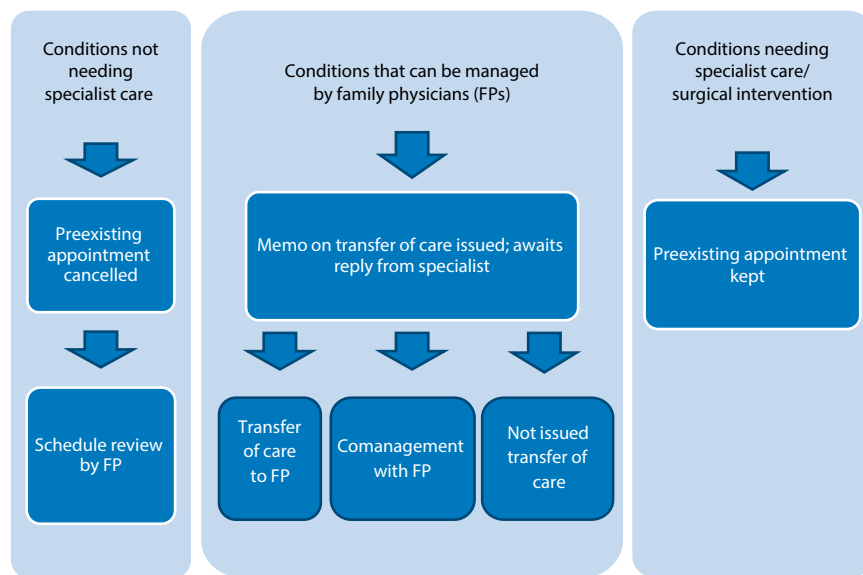 Conditions not
needing
specialist care
Preexisting
appointment
cancelled
Schedule review
by FP
Conditions that can be managed
by family physicians (FPs)
Memo on transfer of care issued; awaits
reply from specialist
Transfer
of care
to FP
Comanagement
with FP
Not issued
transfer of
care
Conditions needing
specialist care/
surgical intervention
Preexisting appointment
kept